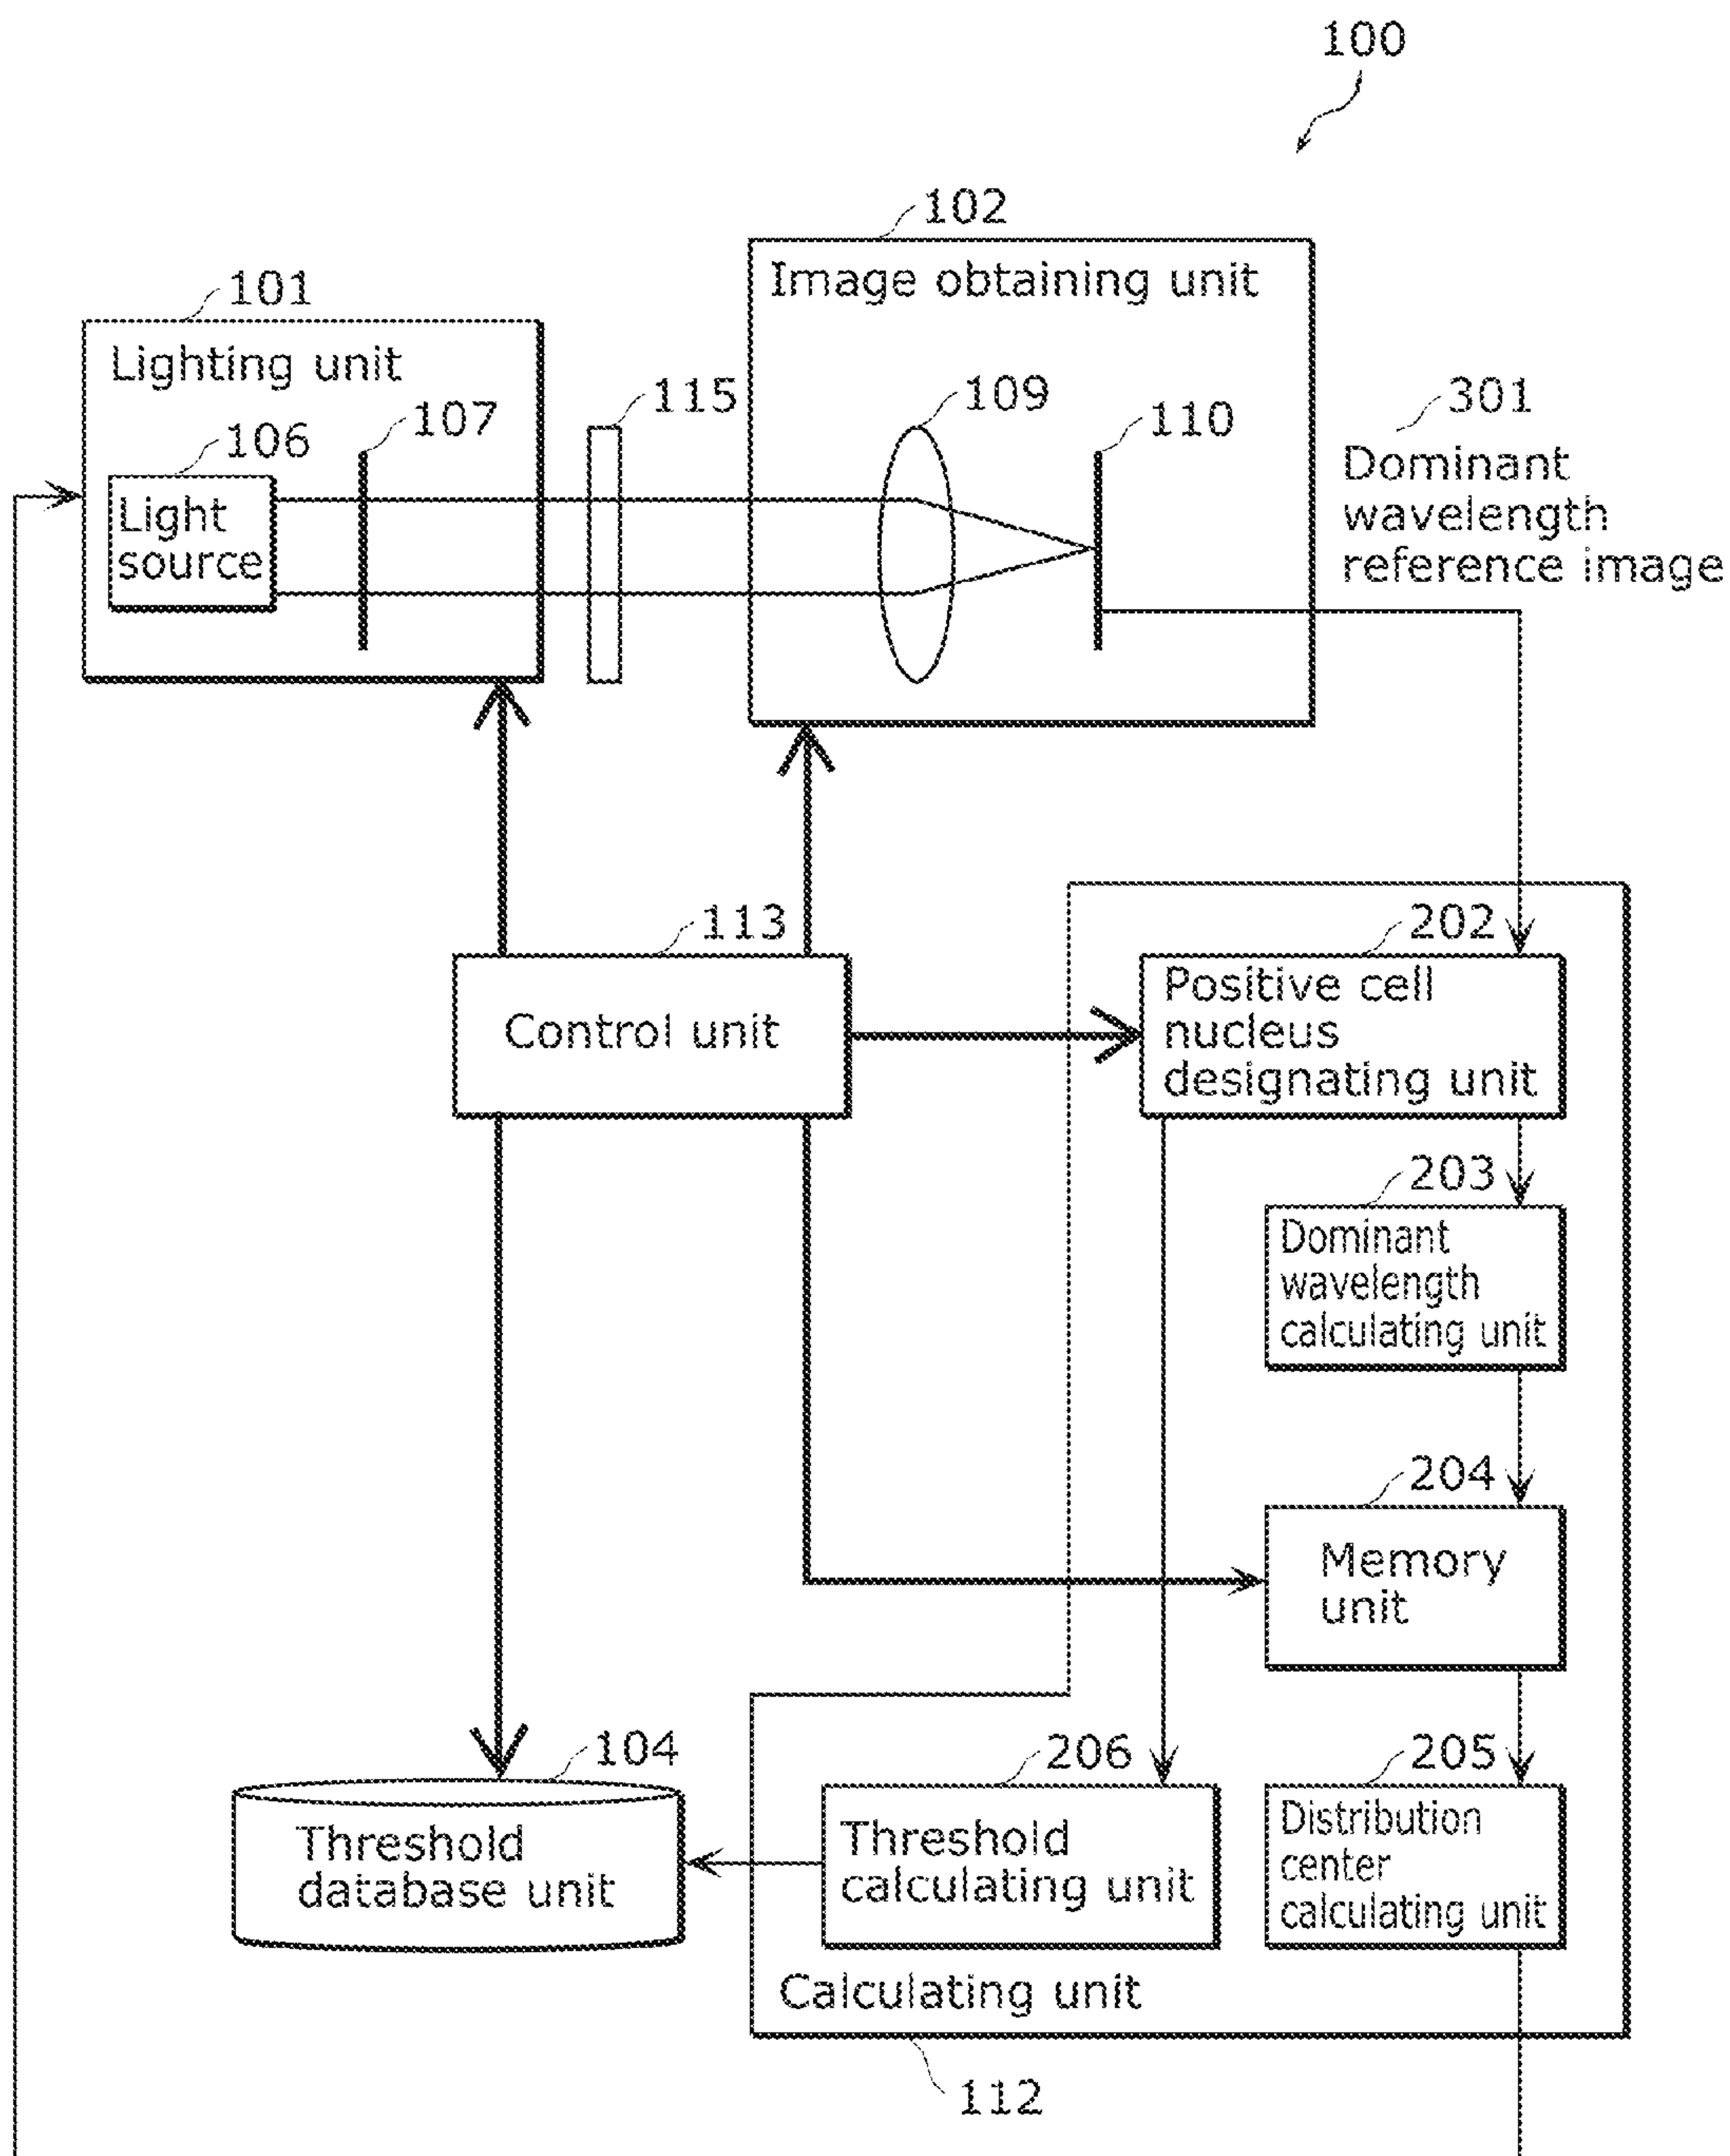 100
102
Image obtaining unit
101
Lighting unit
115
109
110
301
106
107
Dominant
wavelength
reference image
Light
source
113
202
Control unit
Positive cell
nucleus
designating unit
203
Dominant
wavelength
calculating unit
204
Memory
unit
104
206
205
Threshold
database unit
Threshold
calculating unit
Distribution
center
calculating unit
Calculating unit
112